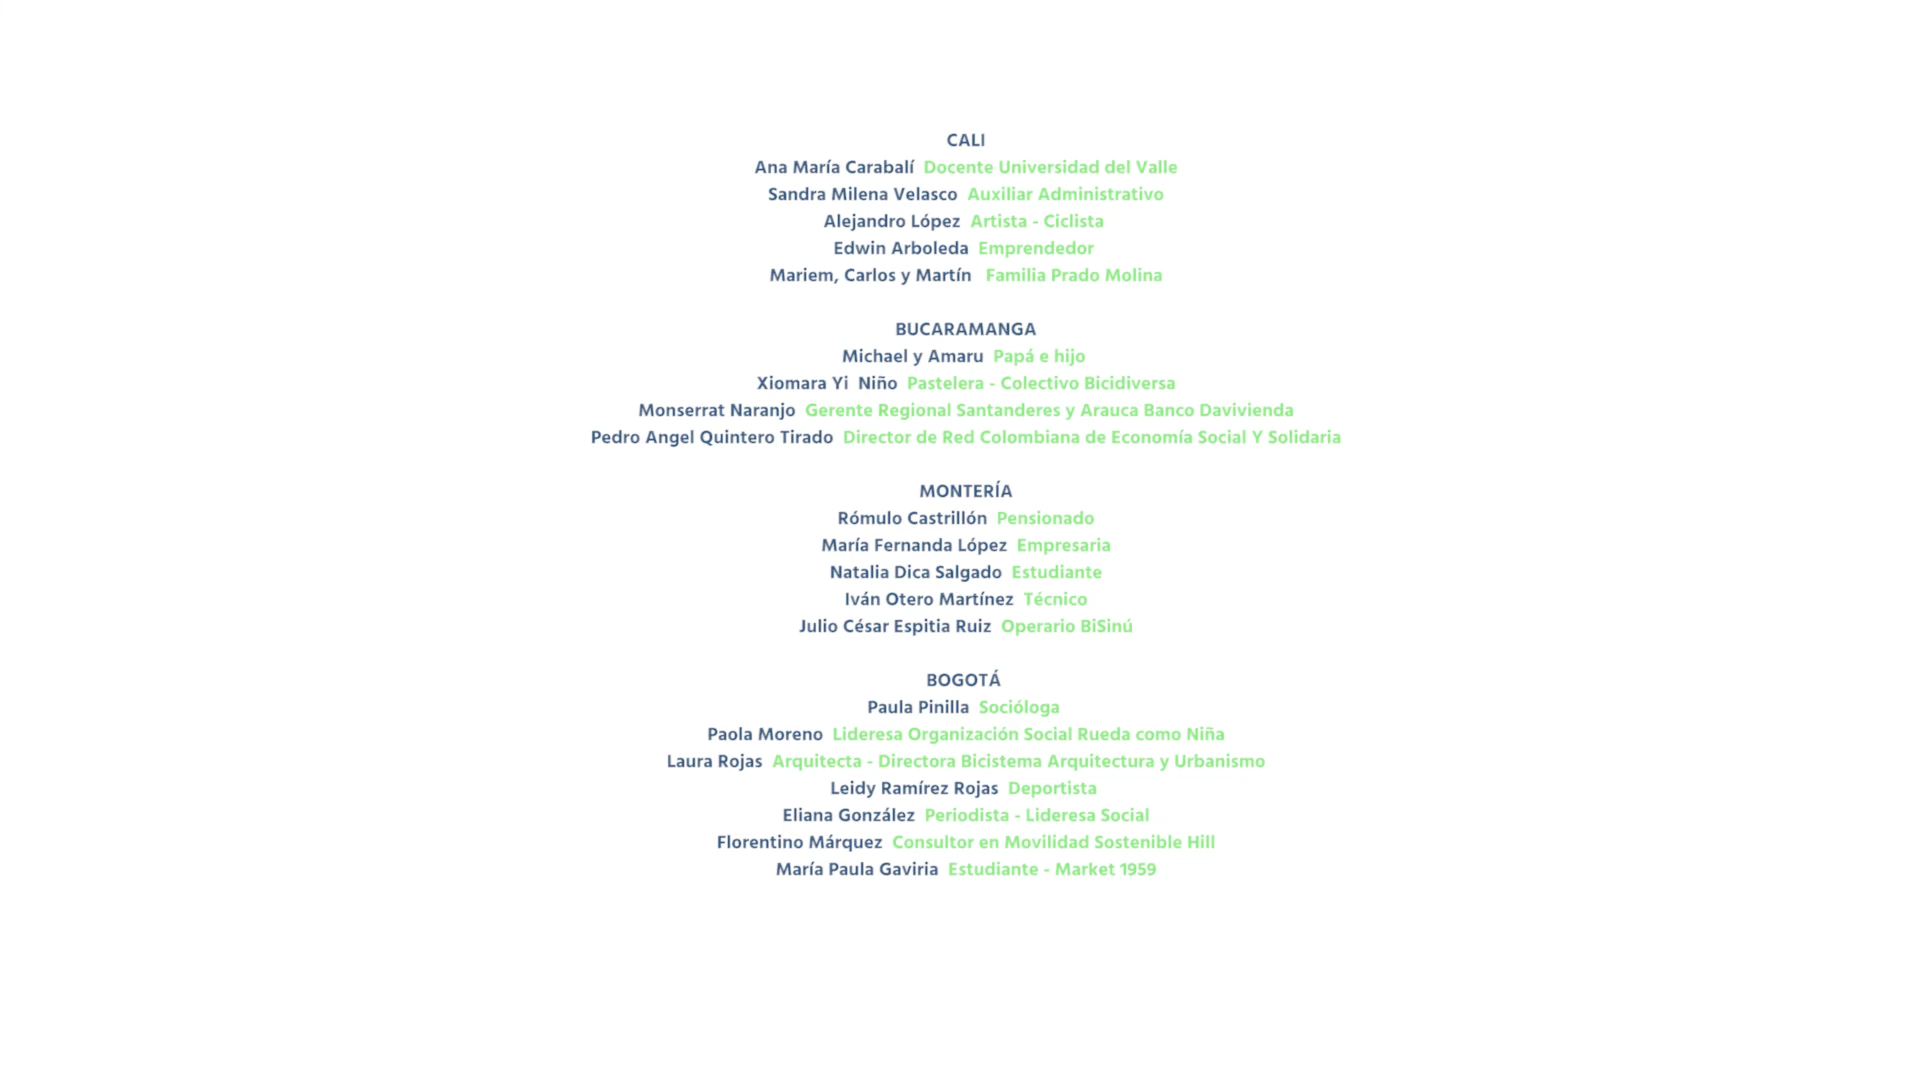 CALI
Ana María Carabalí Docente Universidad del Valle
Sandra Milena Velasco Auxiliar Administrativo
Alejandro López Artista - Ciclista
Edwin Arboleda Emprendedor
Mariem, Carlos y Martín Familia Prado Molina
BUCARAMANGA
Michael y Amaru Papá e hijo
Xiomara Yi Niño Pastelera - Colectivo Bicidiversa
Monserrat Naranjo Gerente Regional Santanderes y Arauca Banco Davivienda
Pedro Angel Quintero Tirado Director de Red Colombiana de Economía Social Y Solidaria
MONTERÍA
Rómulo Castrillón Pensionado
María Fernanda López Empresaria
Natalia Dica Salgado Estudiante
Iván Otero Martínez Técnico
Julio César Espitia Ruiz Operario BiSinú
BOGOTÁ
Paula Pinilla Socióloga
Paola Moreno Lideresa Organización Social Rueda como Niña
Laura Rojas Arquitecta - Directora Bicistema Arquitectura y Urbanismo
Leidy Ramírez Rojas Deportista
Eliana González Periodista - Lideresa Social
Florentino Márquez Consultor en Movilidad Sostenible Hill
María Paula Gaviria Estudiante - Market 1959